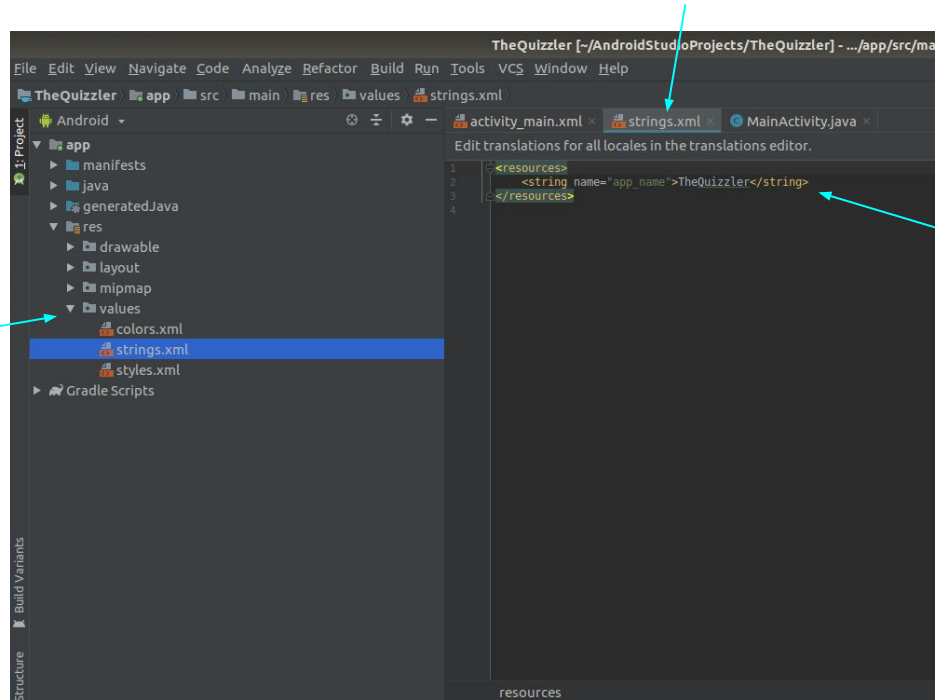 TheQuizzler [~/AndroidStudioProjects/TheQuizzler] - .../app/src/ma
File Edit View Navigate Code Analyze Refactor Build Run Tools VCS Window Help
TheQuizzler app src main res values strings.xml
1: Project
Android
activity_main.xml strings.xml MainActivity.java
Edit translations for all locales in the translations editor.
app
manifests
java
generatedJava
res
drawable
layout
mipmap
values
colors.xml
strings.xml
styles.xml
Gradle Scripts
1 <resources>
2 <string name="app_name">TheQuizzler</string>
3 </resources>
4
Build Variants
Structure
resources